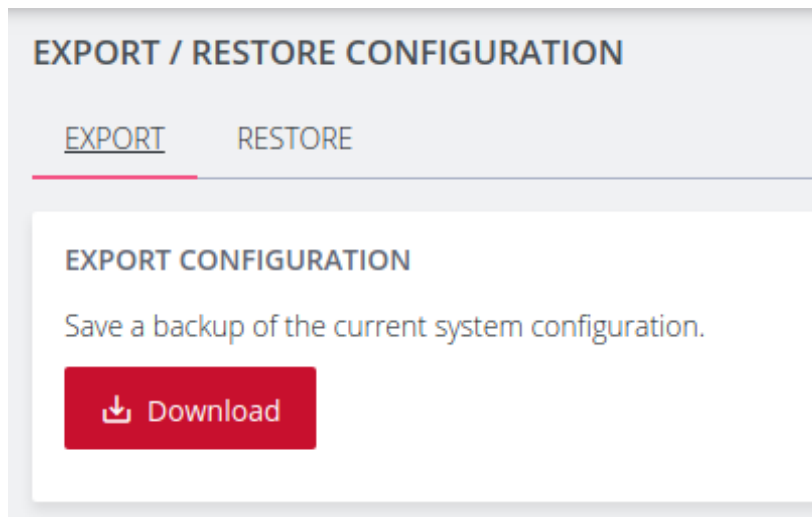 EXPORT / RESTORE CONFIGURATION
EXPORT RESTORE
EXPORT CONFIGURATION
Save a backup of the current system configuration.
Download